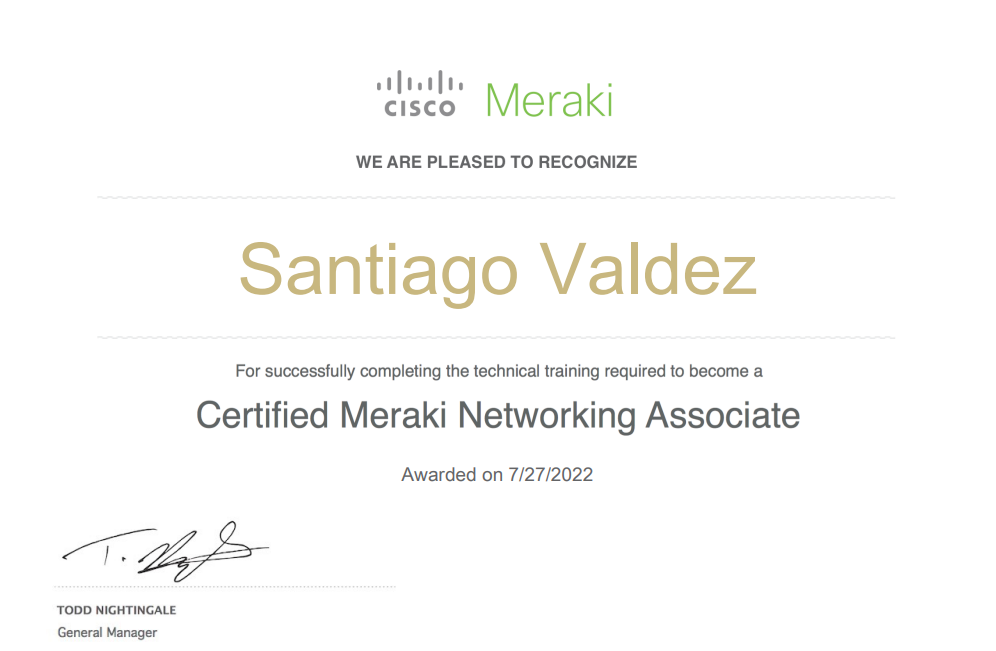 CISCO Meraki
WE ARE PLEASED TO RECOGNIZE
Santiago Valdez
For successfully completing the technical training required to become a
Certified Meraki Networking Associate
Awarded on 7/27/2022
TODD NIGHTINGALE
General Manager